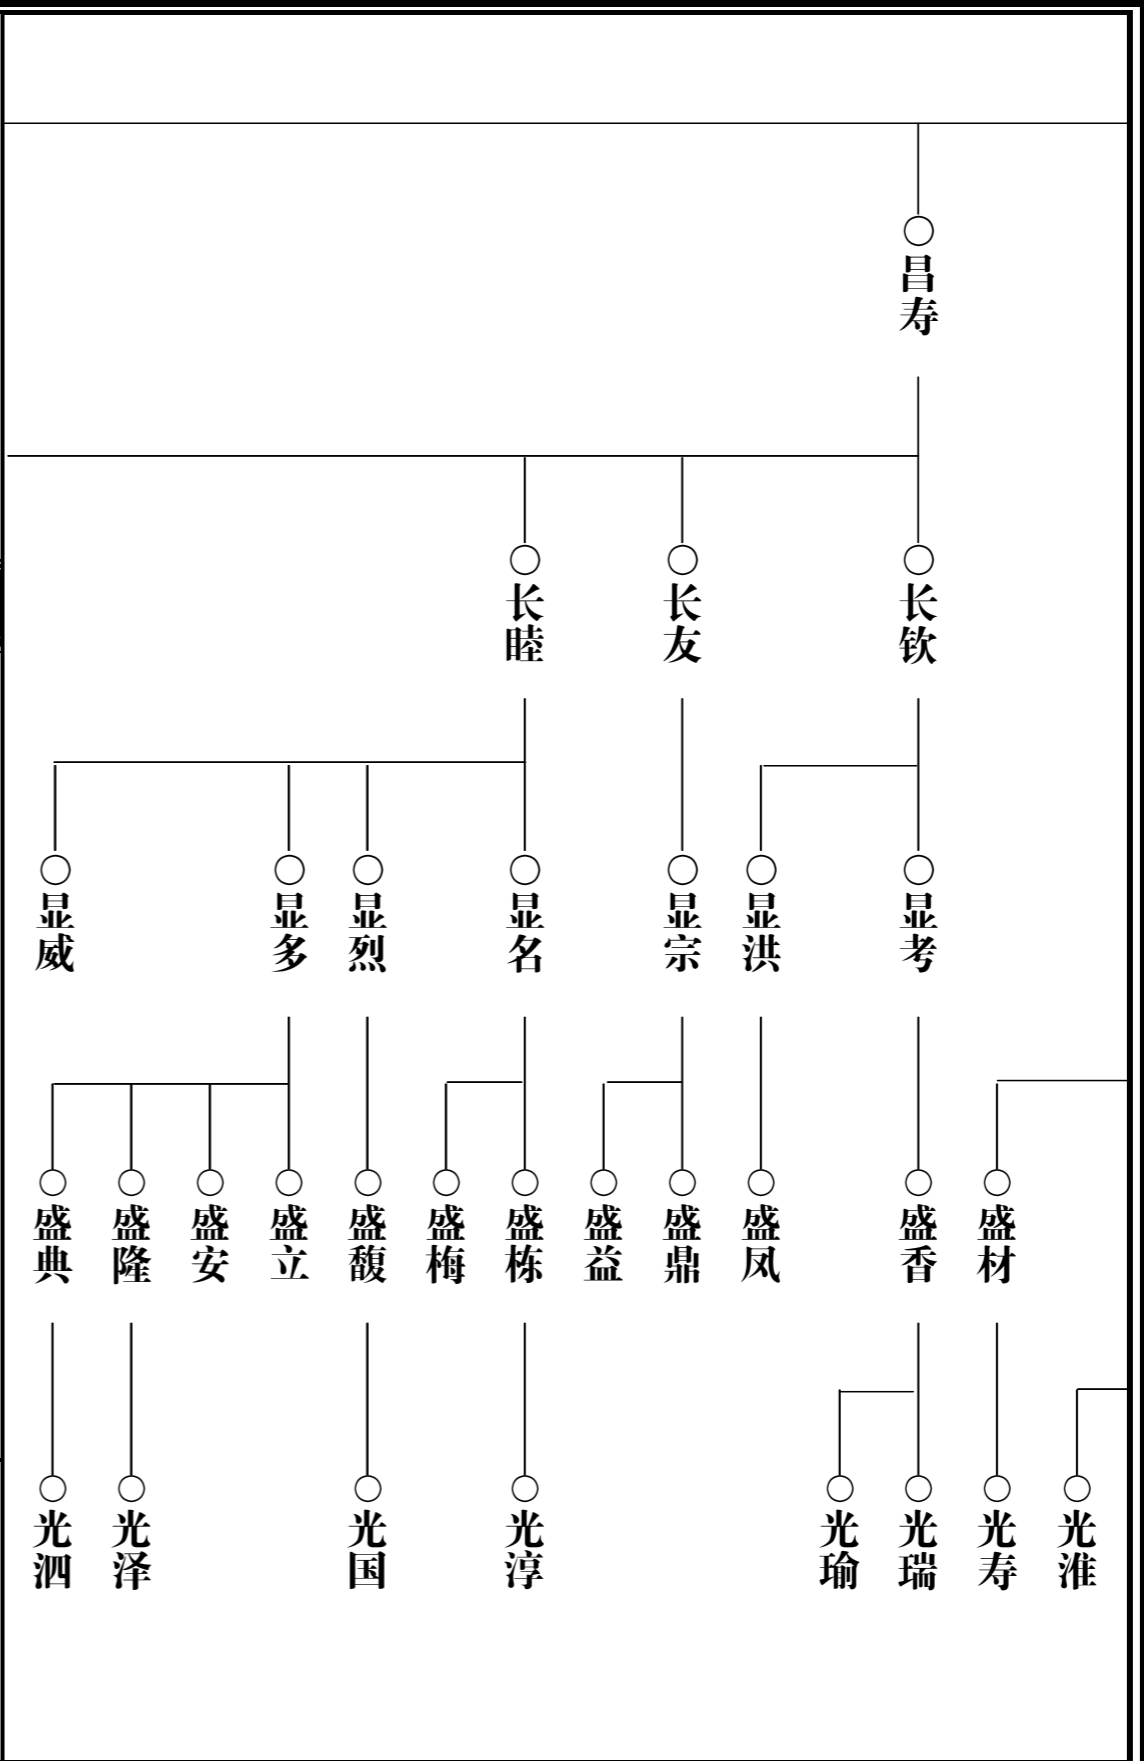 昌寿
长钦
长友
长睦
显考
显洪
显宗
显名
显烈
显多
显威
盛材
盛香
盛凤
盛鼎
盛益
盛栋
盛梅
盛馥
盛立
盛安
盛隆
盛典
光淮
光寿
光瑞
光瑜
光淳
光国
光泽
光泗